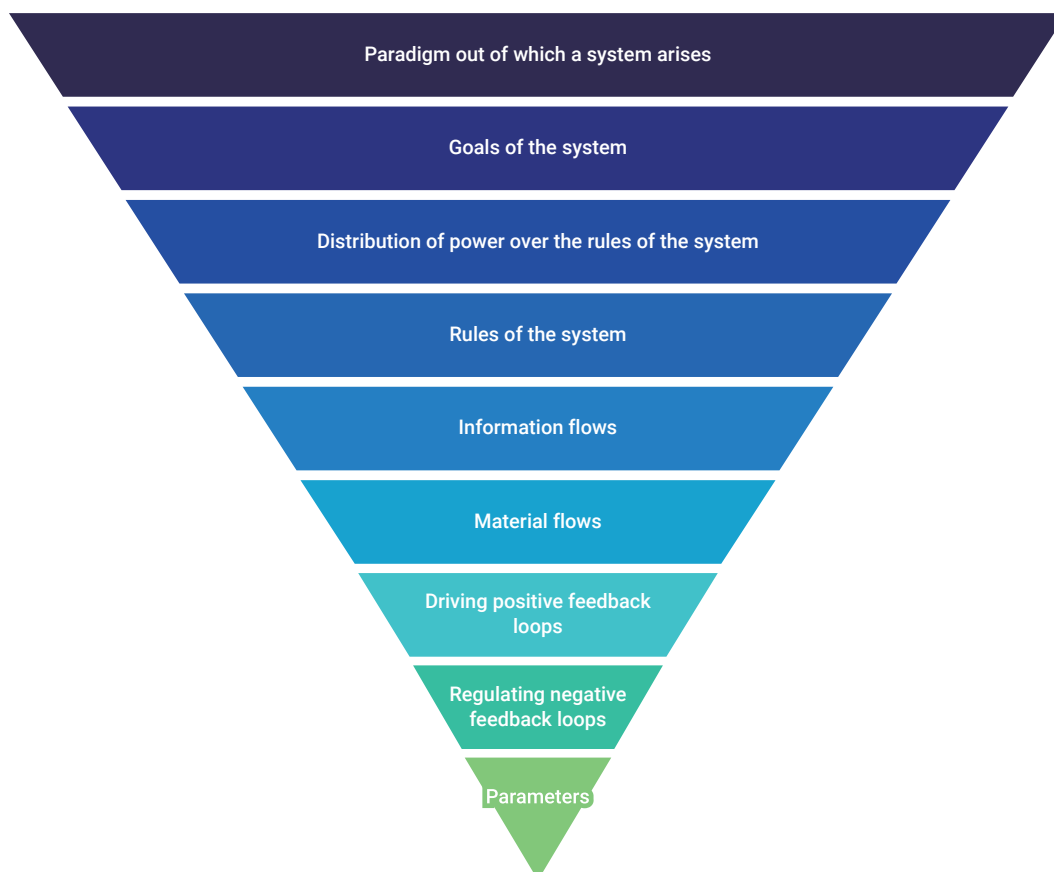 Paradigm out of which a system arises
Goals of the system
Distribution of power over the rules of the system
Rules of the system
Information flows
Material flows
Driving positive feedback
loops
Regulating negative
feedback loops
Parameters